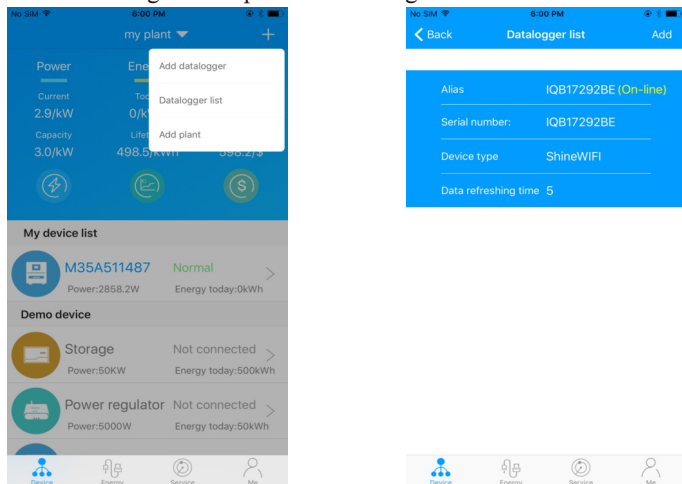 No SIM 6:00 PM
my plant
+
Power
Ene
Current
2.9/kW
0/k
Capacity
Lifet
3.0/kW
498.5/kWh
598.2/$
Add datalogger
Datalogger list
Add plant
My device list
M35A511487 Normal
Power:2858.2W Energy today:0kWh
Demo device
Storage Not connected
Power:50KW Energy today:500kWh
Power regulator Not connected
Power:5000W Energy today:50kWh
Device Energy Service Me
No SIM 6:00 PM
Back Datalogger list Add
Alias IQB17292BE (On-line)
Serial number: IQB17292BE
Device type ShineWIFI
Data refreshing time 5
Device Energy Service Me